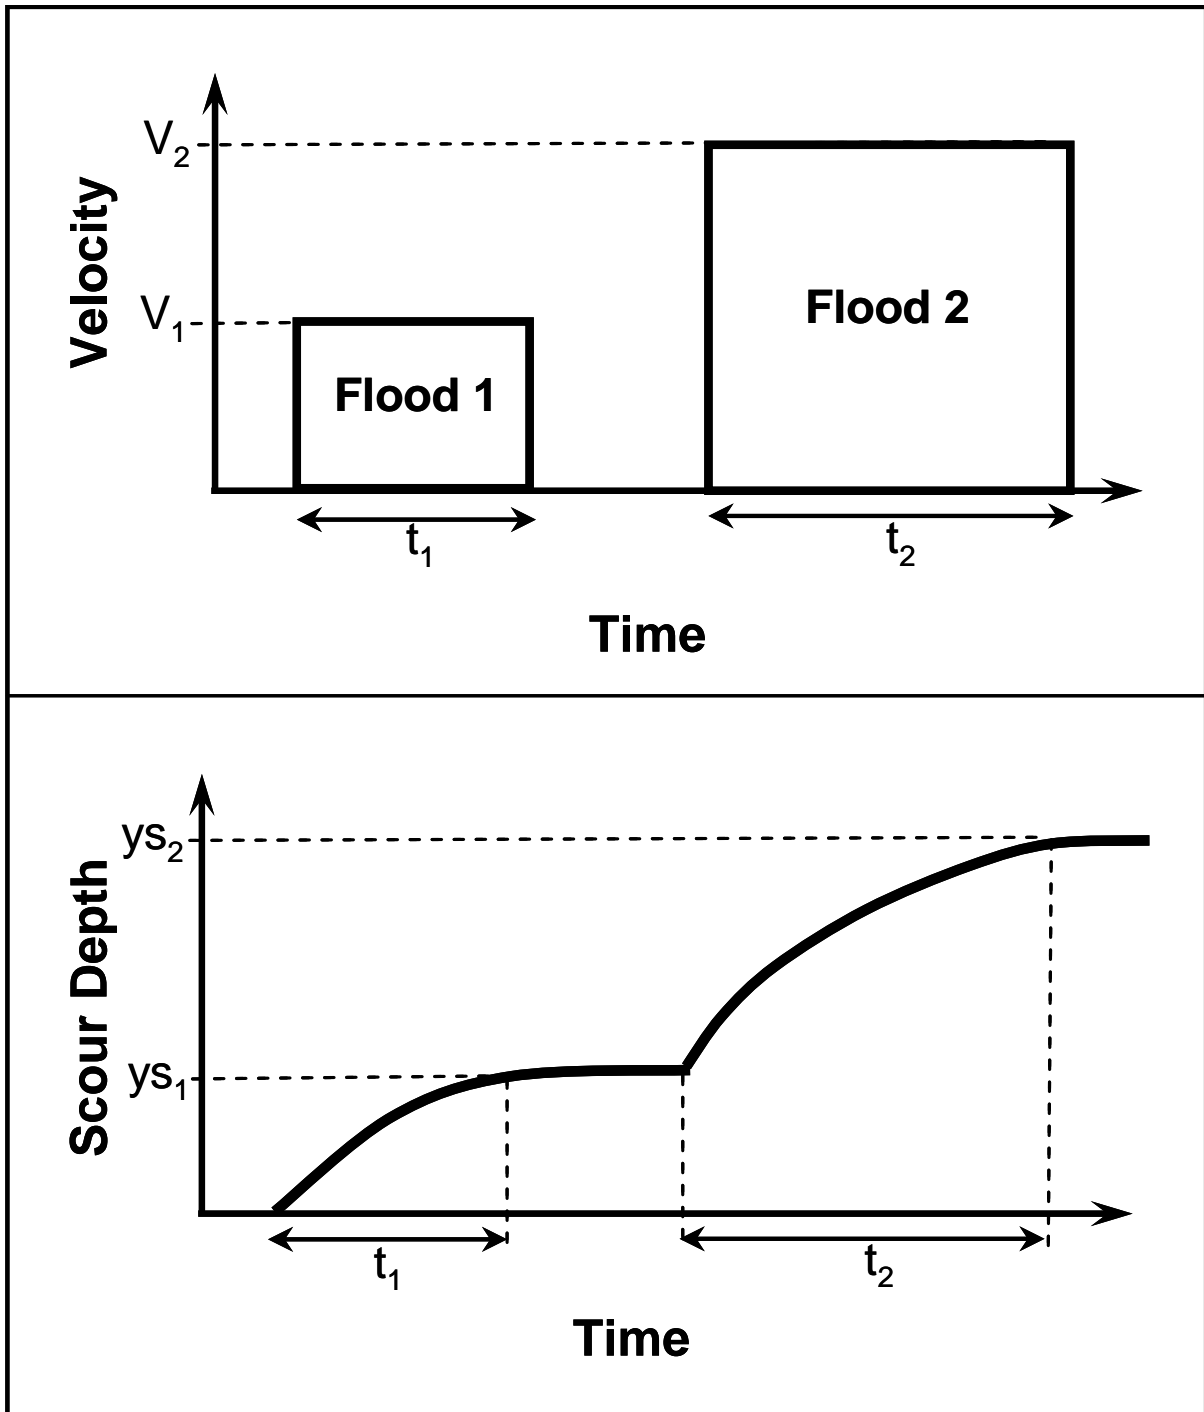 V₂
Velocity
V₁
Flood 1
Flood 2
t₁
t₂
Time
ys₂
Scour Depth
ys₁
t₁
t₂
Time